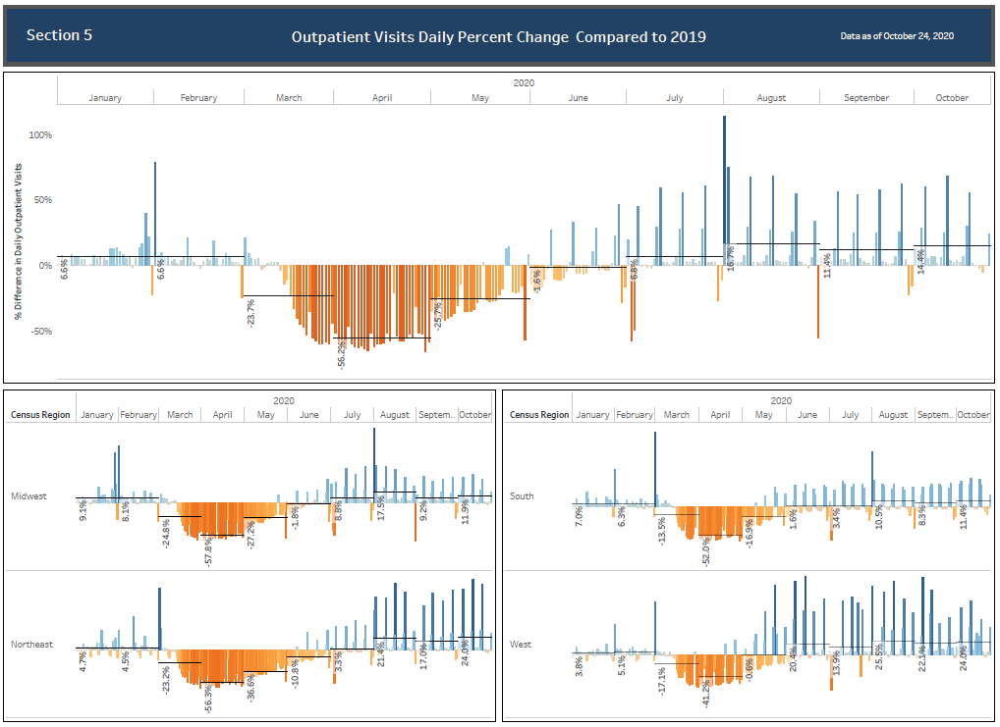 Section 5
Outpatient Visits Daily Percent Change Compared to 2019
Data as of October 24, 2020
2020
January February March April May June July August September October
% Difference in Daily Outpatient Visits
100%
50%
0%
-50%
6.6% 6.6% -23.7% -56.2% -25.7% -1.6% 6.8% 16.7% 11.4% 14.4%
2020
Census Region January February March April May June July August Septem.. October
Midwest
9.1% 8.1% -24.8% -57.8% -27.2% -1.8% 8.8% 17.5% 9.2% 11.9%
Northeast
4.7% 4.5% -23.2% -56.3% -36.6% -10.8% 3.3% 21.4% 17.0% 24.0%
2020
Census Region January February March April May June July August Septem.. October
South
7.0% 6.3% -13.5% -52.0% -16.9% 1.6% 3.4% 10.5% 8.3% 11.4%
West
3.8% 5.1% -17.1% -41.2% -0.6% 20.4% 13.9% 25.5% 22.1% 24.0%